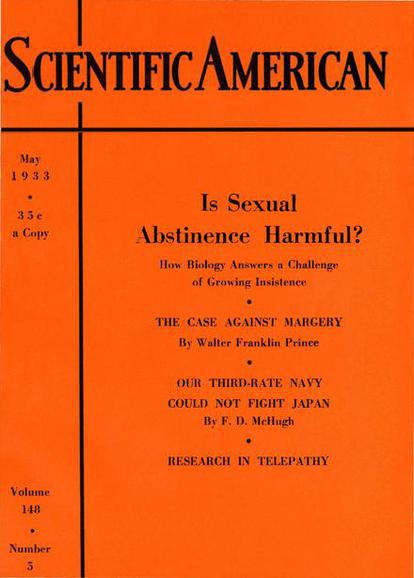 SCIENTIFIC AMERICAN
May
1933
•
35c
a Copy
Is Sexual
Abstinence Harmful?
How Biology Answers a Challenge
of Growing Insistence
•
THE CASE AGAINST MARGERY
By Walter Franklin Prince
•
OUR THIRD-RATE NAVY
COULD NOT FIGHT JAPAN
By F. D. McHugh
•
RESEARCH IN TELEPATHY
Volume
148
•
Number
5